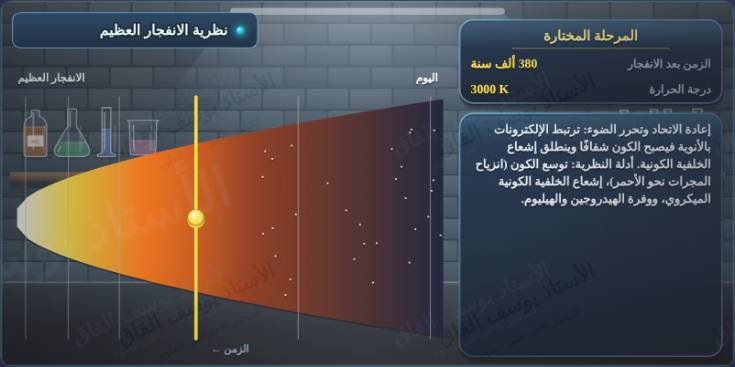 نظرية الانفجار العظيم
المرحلة المختارة
الزمن بعد الانفجار 380 ألف سنة
درجة الحرارة 3000 K
إعادة الاتحاد وتحرر الضوء: ترتبط الإلكترونات
بالأنوية فيصبح الكون شفافًا وينطلق إشعاع
الخلفية الكونية. أدلة النظرية: توسع الكون (انزياح
المجرات نحو الأحمر)، إشعاع الخلفية الكونية
الميكروي، ووفرة الهيدروجين والهيليوم.
اليوم
الانفجار العظيم
الزمن ←
الأستاذ يوسف